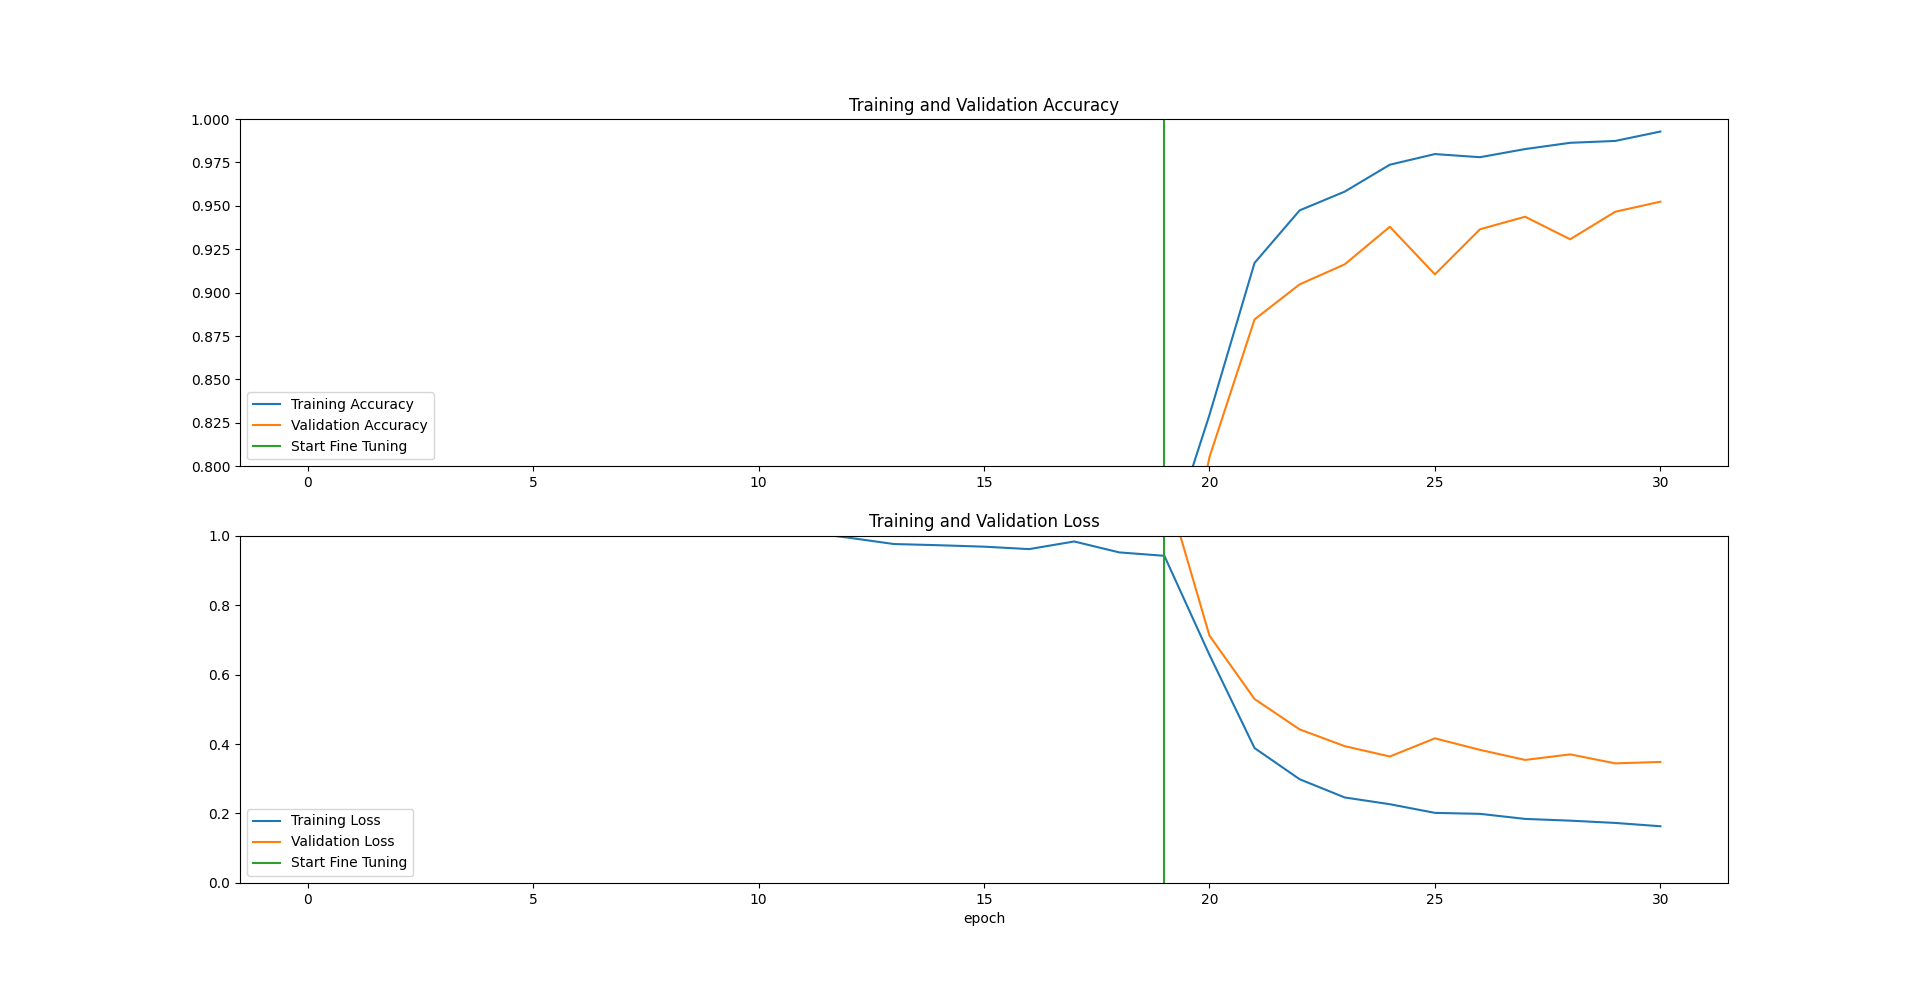 Training and Validation Accuracy
1.000
0.975
0.950
0.925
0.900
0.875
0.850
0.825
0.800
Training Accuracy
Validation Accuracy
Start Fine Tuning
0 5 10 15 20 25 30
Training and Validation Loss
1.0
0.8
0.6
0.4
0.2
0.0
Training Loss
Validation Loss
Start Fine Tuning
0 5 10 15 20 25 30
epoch